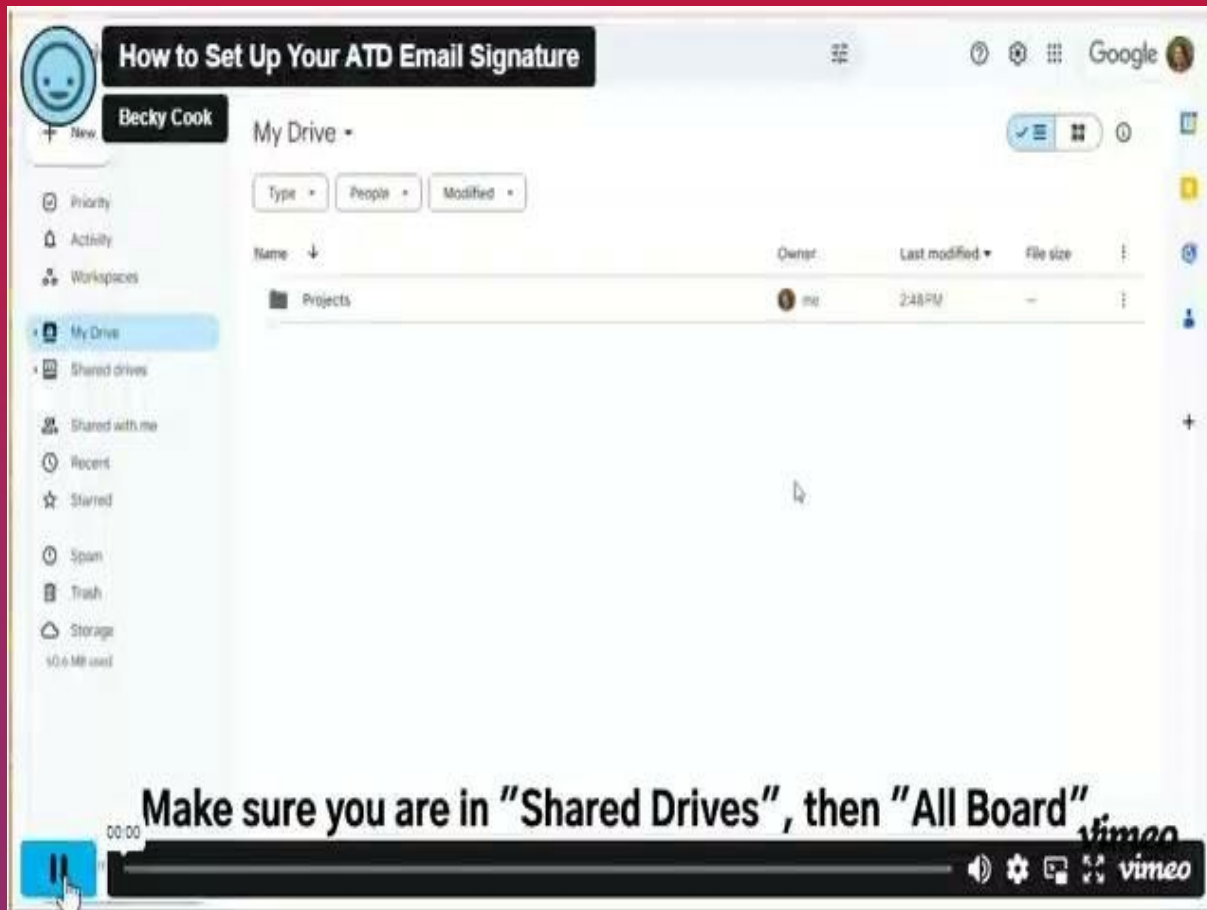 How to Set Up Your ATD Email Signature
Google
Becky Cook
New
My Drive
Type
People
Modified
Priority
Activity
Workspaces
Name
Owner
Last modified
File size
Projects
me
2:48 PM
My Drive
Shared drives
Shared with me
Recent
Starred
Spam
Trash
Storage
Make sure you are in "Shared Drives", then "All Board"
vimeo
00:00
vimeo